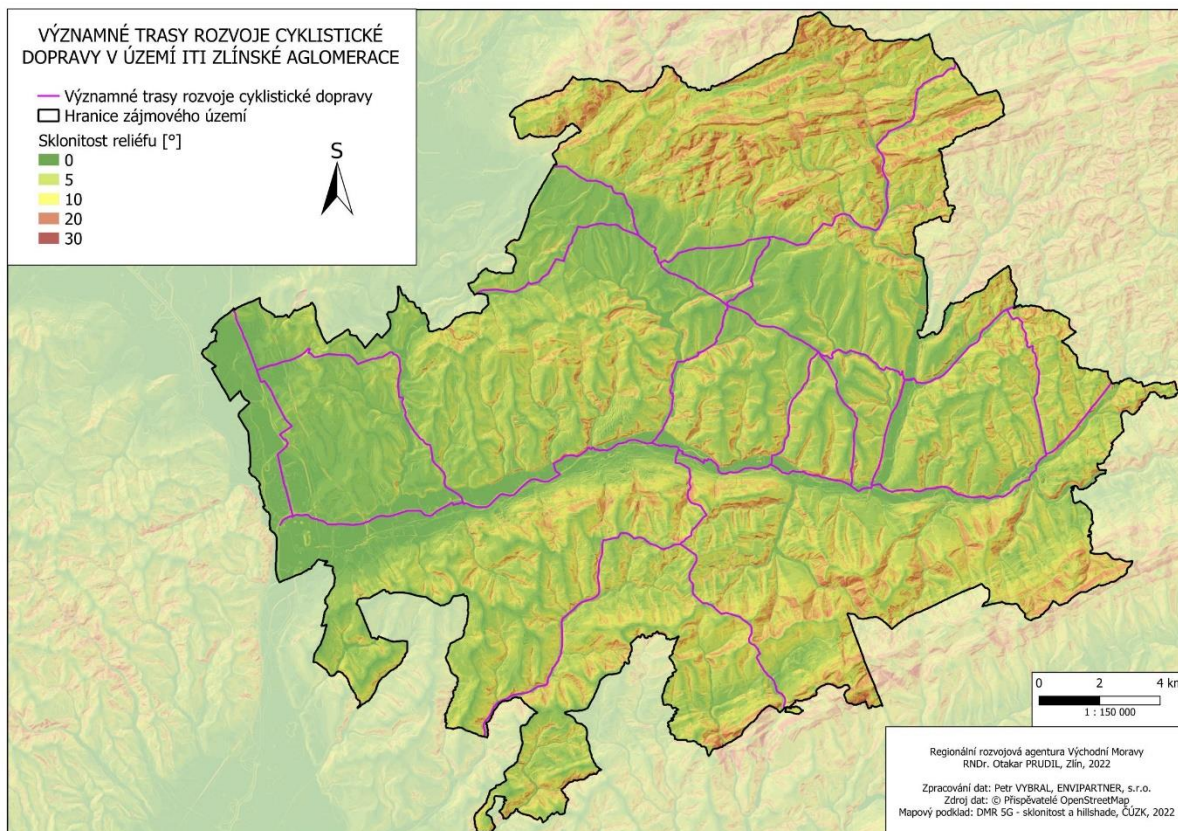 VÝZNAMNÉ TRASY ROZVOJE CYKLISTICKÉ
DOPRAVY V ÚZEMÍ ITI ZLÍNSKÉ AGLOMERACE
Významné trasy rozvoje cyklistické dopravy
Hranice zájmového území
Sklonitost reliéfu [°]
0
5
10
20
30
S
0 2 4 km
1 : 150 000
Regionální rozvojová agentura Východní Moravy
RNDr. Otakar PRUDIL, Zlín, 2022
Zpracování dat: Petr VYBRAL, ENVIPARTNER, s.r.o.
Zdroj dat: © Přispěvatelé OpenStreetMap
Mapový podklad: DMR 5G - sklonitost a hillshade, ČÚZK, 2022